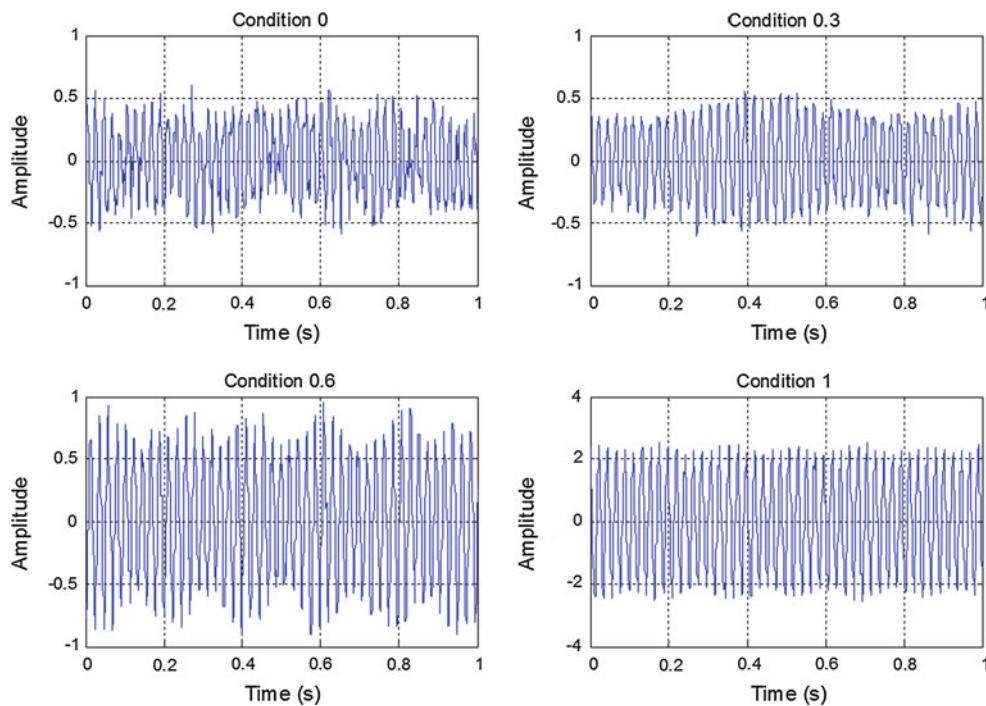 Condition 0
1
0.5
0
-0.5
-1
Amplitude
0 0.2 0.4 0.6 0.8 1
Time (s)
Condition 0.3
1
0.5
0
-0.5
-1
Amplitude
0 0.2 0.4 0.6 0.8 1
Time (s)
Condition 0.6
1
0.5
0
-0.5
-1
Amplitude
0 0.2 0.4 0.6 0.8 1
Time (s)
Condition 1
4
2
0
-2
-4
Amplitude
0 0.2 0.4 0.6 0.8 1
Time (s)